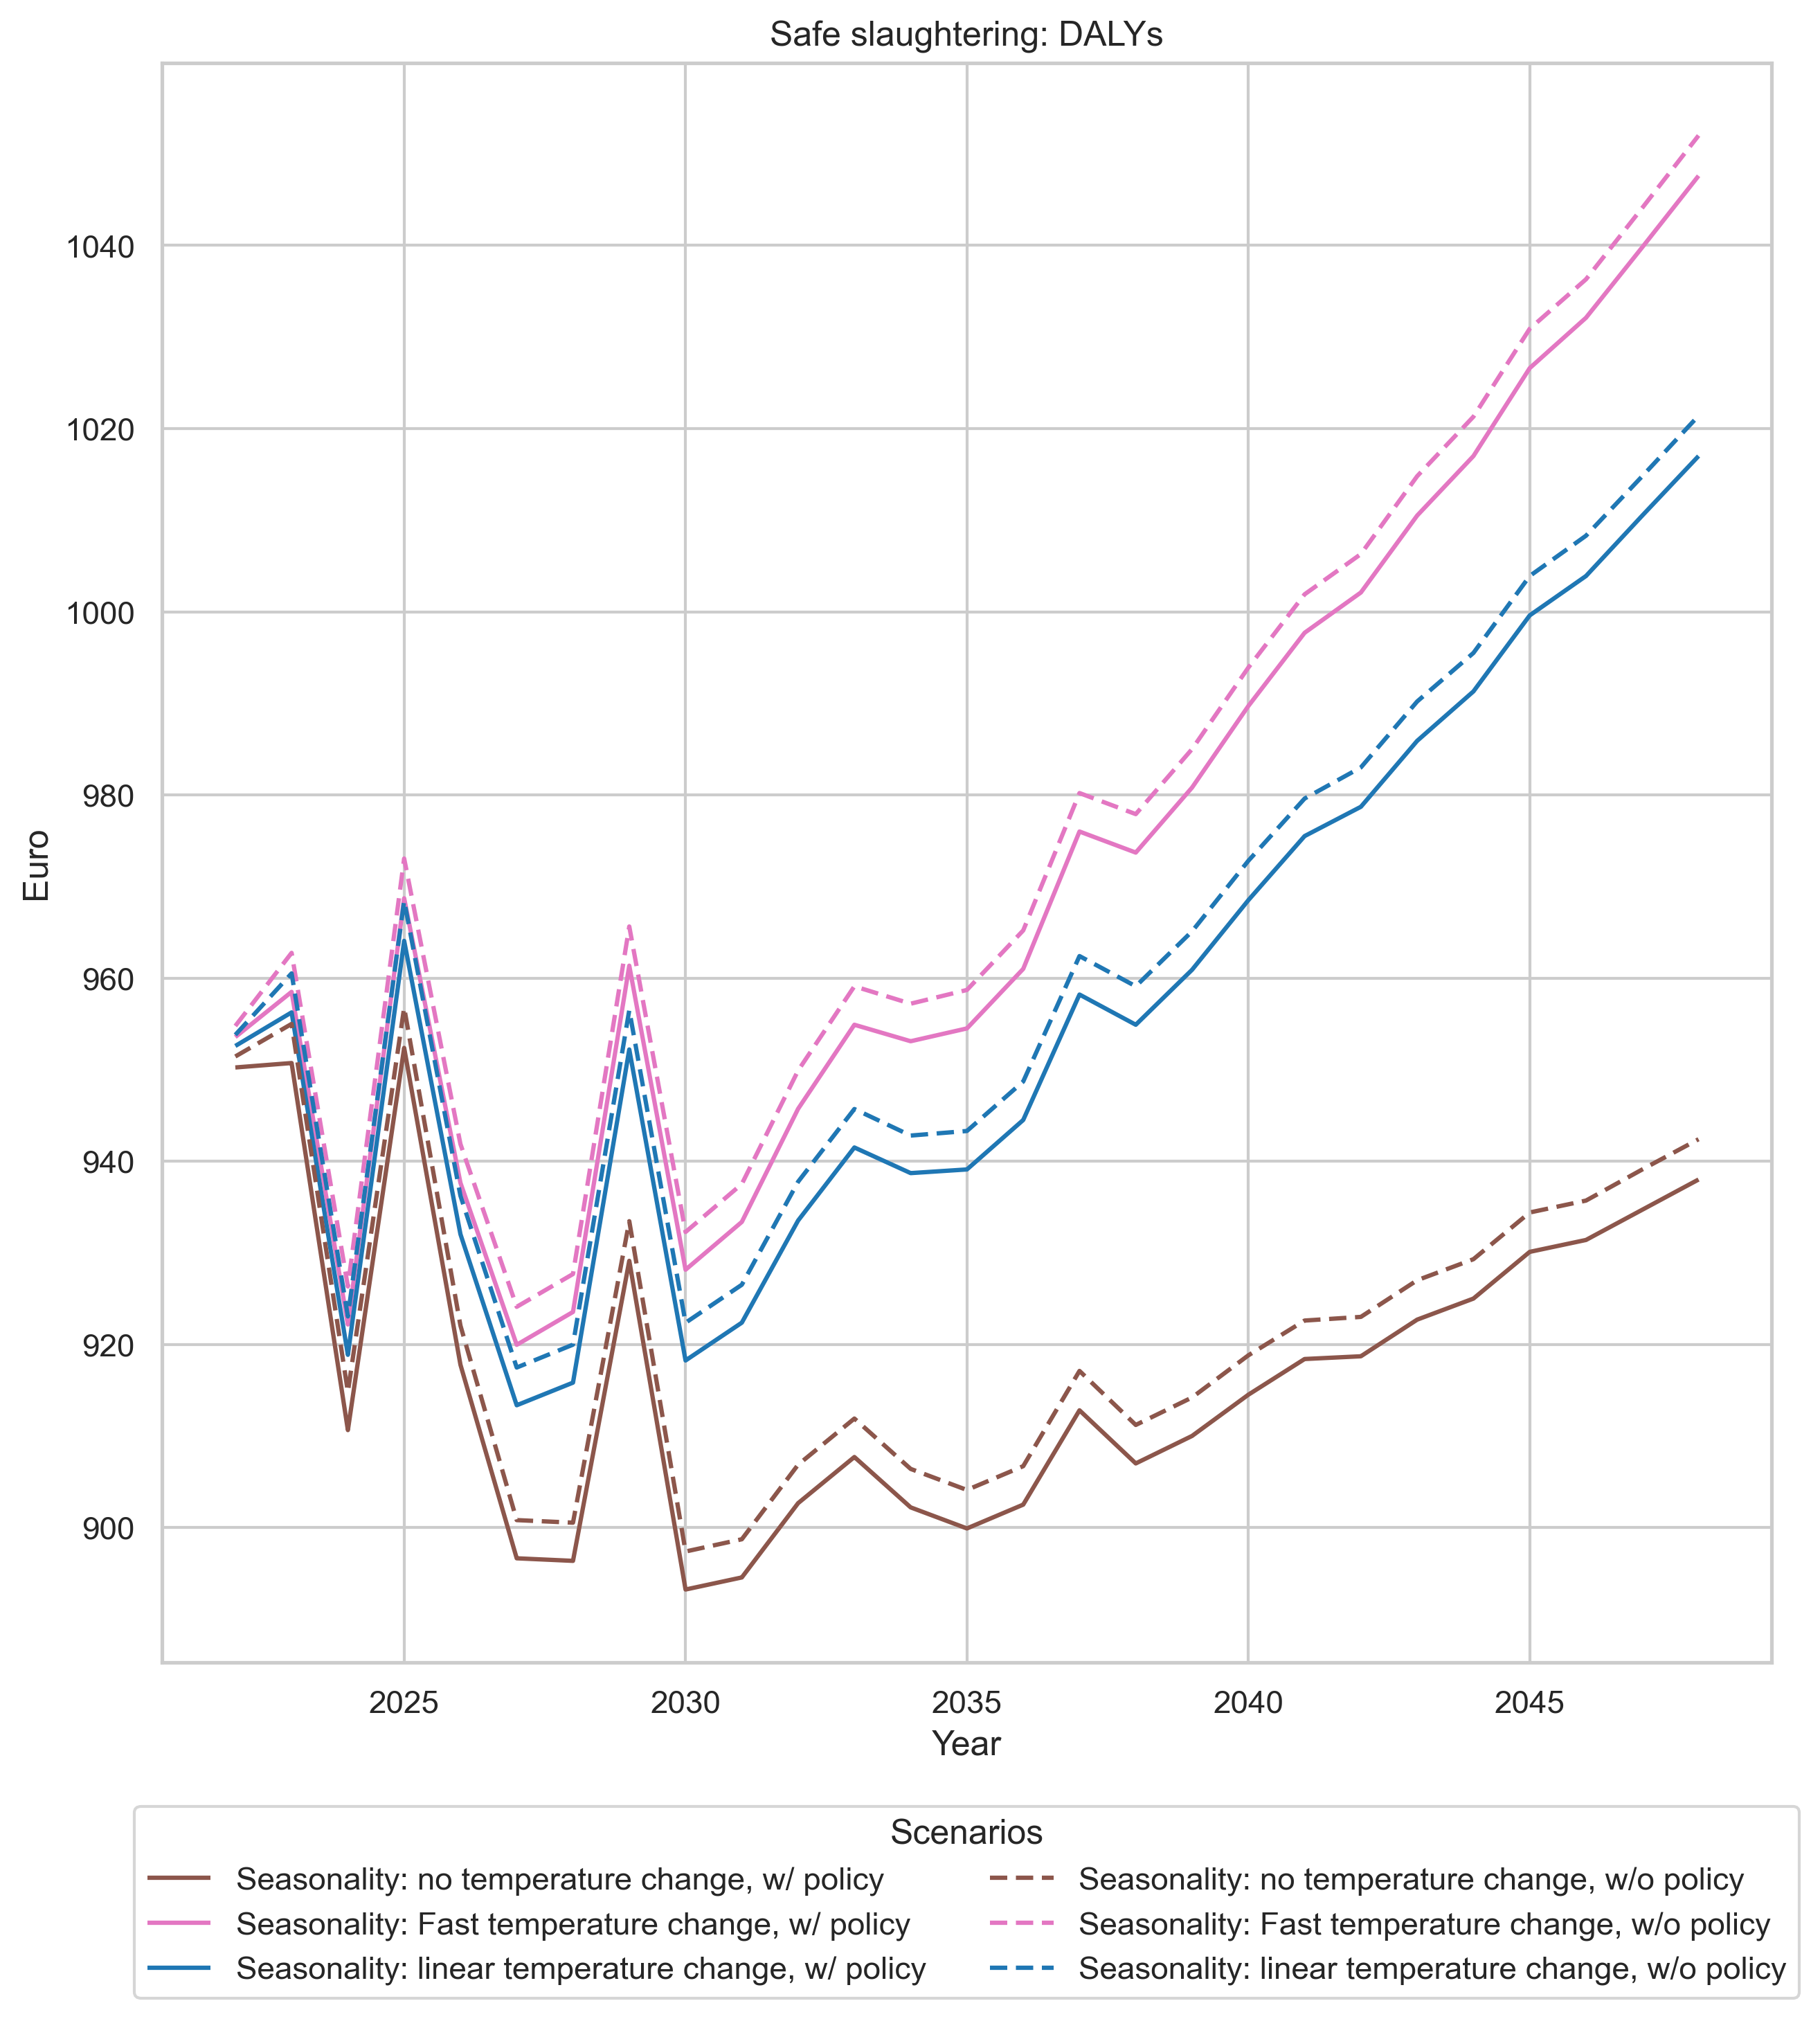 Safe slaughtering: DALYs
1040
1020
1000
980
960
940
920
900
Euro
2025 2030 2035 2040 2045
Year
Scenarios
Seasonality: no temperature change, w/ policy
Seasonality: Fast temperature change, w/ policy
Seasonality: linear temperature change, w/ policy
Seasonality: no temperature change, w/o policy
Seasonality: Fast temperature change, w/o policy
Seasonality: linear temperature change, w/o policy